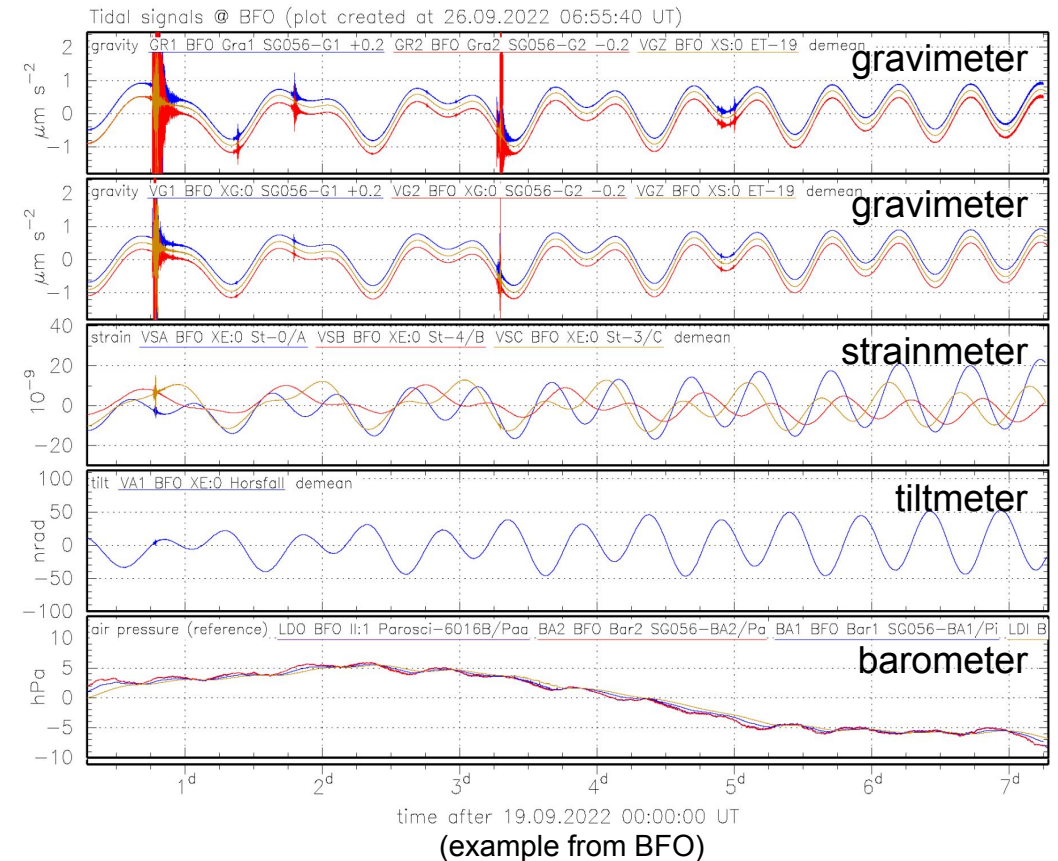 Tidal signals @ BFO (plot created at 26.09.2022 06:55:40 UT)
gravity GR1 BFO Gra1 SG056-G1 +0.2 GR2 BFO Gra2 SG056-G2 -0.2 VGZ BFO XS:0 ET-19 demean
gravimeter
μm s⁻²
2
1
0
-1
gravity VG1 BFO XG:0 SG056-G1 +0.2 VG2 BFO XG:0 SG056-G2 -0.2 VGZ BFO XS:0 ET-19 demean
gravimeter
μm s⁻²
2
1
0
-1
strain VSA BFO XE:0 St-0/A VSB BFO XE:0 St-4/B VSC BFO XE:0 St-3/C demean
strainmeter
10⁻⁹
40
20
0
-20
tilt VA1 BFO XE:0 Horsfall demean
tiltmeter
nrad
100
50
0
-50
-100
air pressure (reference) LDO BFO II:1 Parosci-6016B/Paa BA2 BFO Bar2 SG056-BA2/Pa BA1 BFO Bar1 SG056-BA1/Pi LDI B
barometer
hPa
10
5
0
-5
-10
1ᵈ 2ᵈ 3ᵈ 4ᵈ 5ᵈ 6ᵈ 7ᵈ
time after 19.09.2022 00:00:00 UT
(example from BFO)